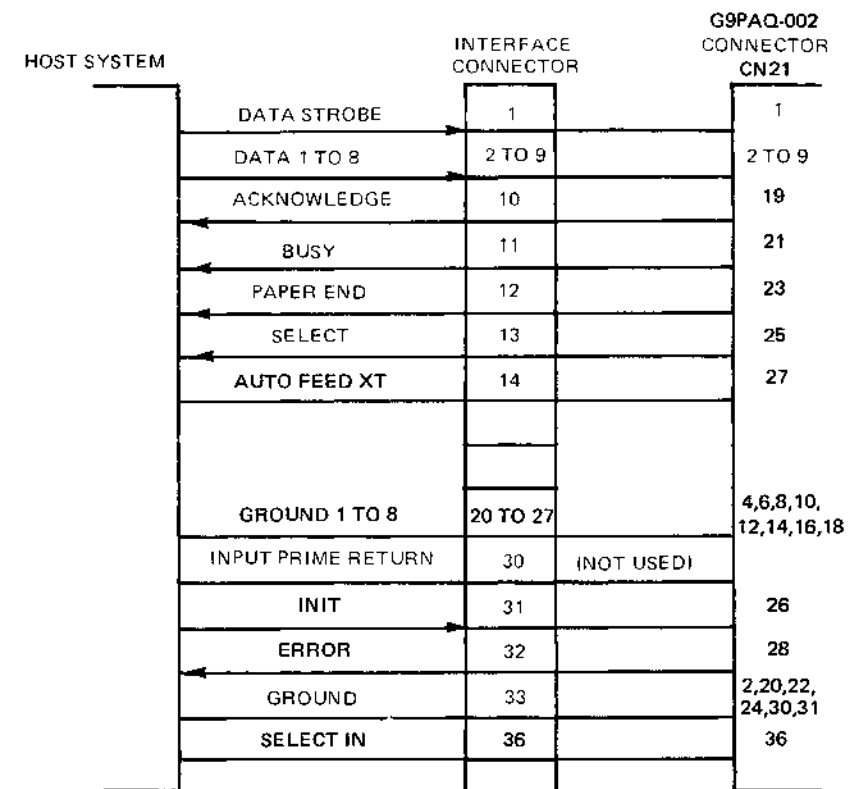 G9PAQ-002
HOST SYSTEM INTERFACE CONNECTOR CONNECTOR
CN21
DATA STROBE 1 1
DATA 1 TO 8 2 TO 9 2 TO 9
ACKNOWLEDGE 10 19
BUSY 11 21
PAPER END 12 23
SELECT 13 25
AUTO FEED XT 14 27
GROUND 1 TO 8 20 TO 27 4,6,8,10,
12,14,16,18
INPUT PRIME RETURN 30 (NOT USED)
INIT 31 26
ERROR 32 28
GROUND 33 2,20,22,
24,30,31
SELECT IN 36 36